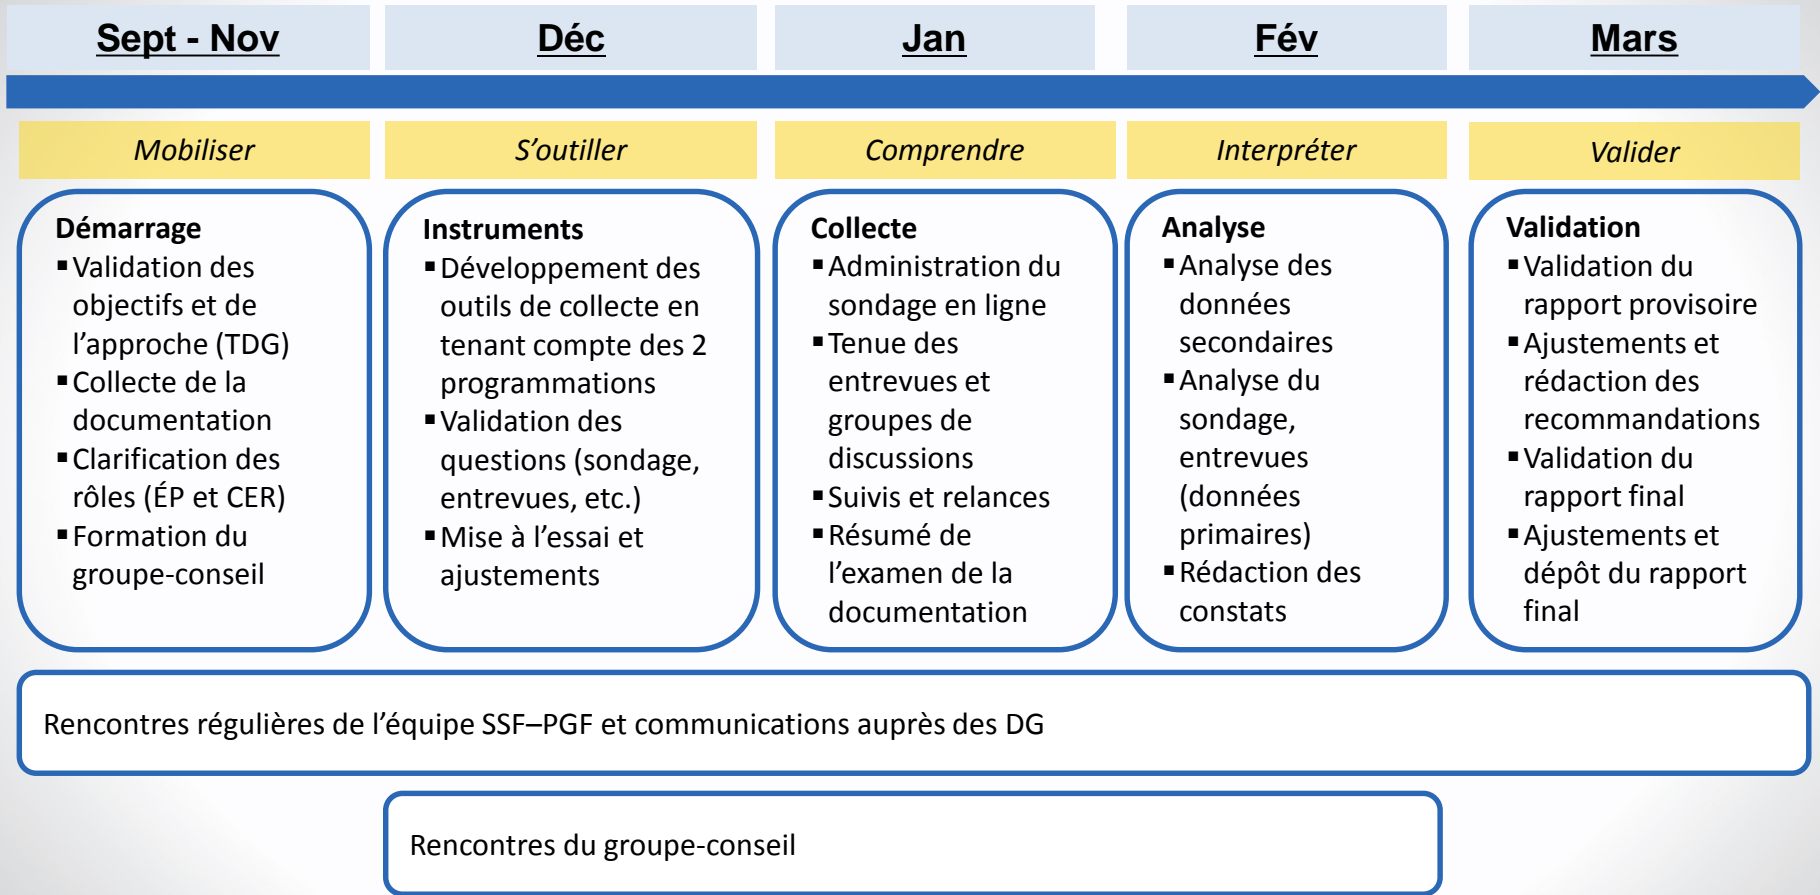 Sept - Nov
Déc
Jan
Fév
Mars
Mobiliser
S'outiller
Comprendre
Interpréter
Valider
Démarrage
▪Validation des
objectifs et de
l’approche (TDG)
▪Collecte de la
documentation
▪Clarification des
rôles (ÉP et CER)
▪Formation du
groupe-conseil
Instruments
▪Développement des
outils de collecte en
tenant compte des 2
programmations
▪Validation des
questions (sondage,
entrevues, etc.)
▪Mise à l’essai et
ajustements
Collecte
▪Administration du
sondage en ligne
▪Tenue des
entrevues et
groupes de
discussions
▪Suivis et relances
▪Résumé de
l’examen de la
documentation
Analyse
▪Analyse des
données
secondaires
▪Analyse du
sondage,
entrevues
(données
primaires)
▪Rédaction des
constats
Validation
▪Validation du
rapport provisoire
▪Ajustements et
rédaction des
recommandations
▪Validation du
rapport final
▪Ajustements et
dépôt du rapport
final
Rencontres régulières de l’équipe SSF–PGF et communications auprès des DG
Rencontres du groupe-conseil